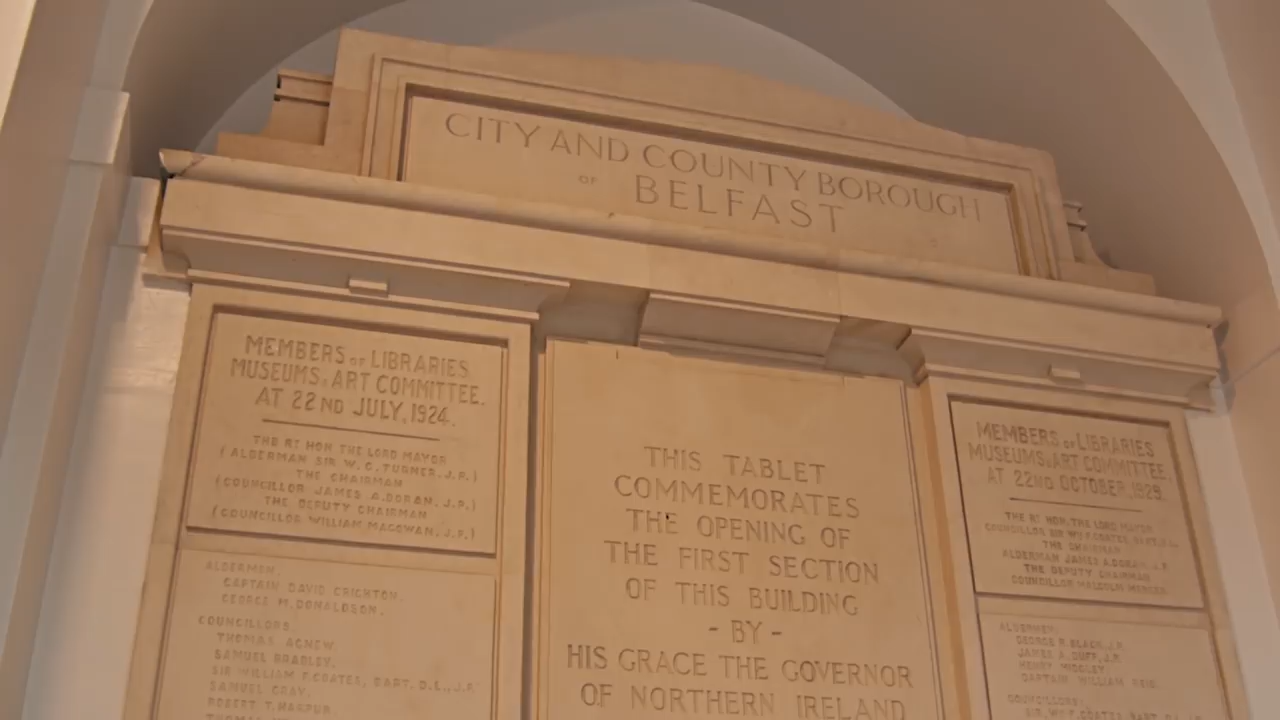 CITY AND COUNTY BOROUGH
OF BELFAST
MEMBERS OF LIBRARIES
MUSEUMS & ART COMMITTEE.
AT 22ND JULY, 1924.
THE RT HON. THE LORD MAYOR
(ALDERMAN SIR W. G. TURNER. J.P.)
THE CHAIRMAN
(COUNCILLOR JAMES A. DORAN. J.P.)
THE DEPUTY CHAIRMAN
(COUNCILLOR WILLIAM MACOWAN. J.P.)
ALDERMEN.
CAPTAIN DAVID CRICHTON.
GEORGE M. DONALDSON.
COUNCILLORS.
THOMAS AGNEW.
SAMUEL BRADLEY.
SIR WILLIAM F. COATES, BART. D.L., J.P.
SAMUEL GRAY.
ROBERT T. HARPUR.
THIS TABLET
COMMEMORATES
THE OPENING OF
THE FIRST SECTION
OF THIS BUILDING
- BY -
HIS GRACE THE GOVERNOR
OF NORTHERN IRELAND
MEMBERS OF LIBRARIES
MUSEUMS & ART COMMITTEE.
AT 22ND OCTOBER, 1929.
THE RT HON. THE LORD MAYOR
COUNCILLOR SIR WM F. COATES
THE CHAIRMAN
ALDERMAN JAMES A. DORAN. J.P.
THE DEPUTY CHAIRMAN
COUNCILLOR MALCOLM
ALDERMEN:
GEORGE R. BLACK, J.P.
JAMES A. DUFF, J.P.
HENRY MIDGLEY.
CAPTAIN WILLIAM REID.
COUNCILLORS:
SIR WM F. COATES, BART.